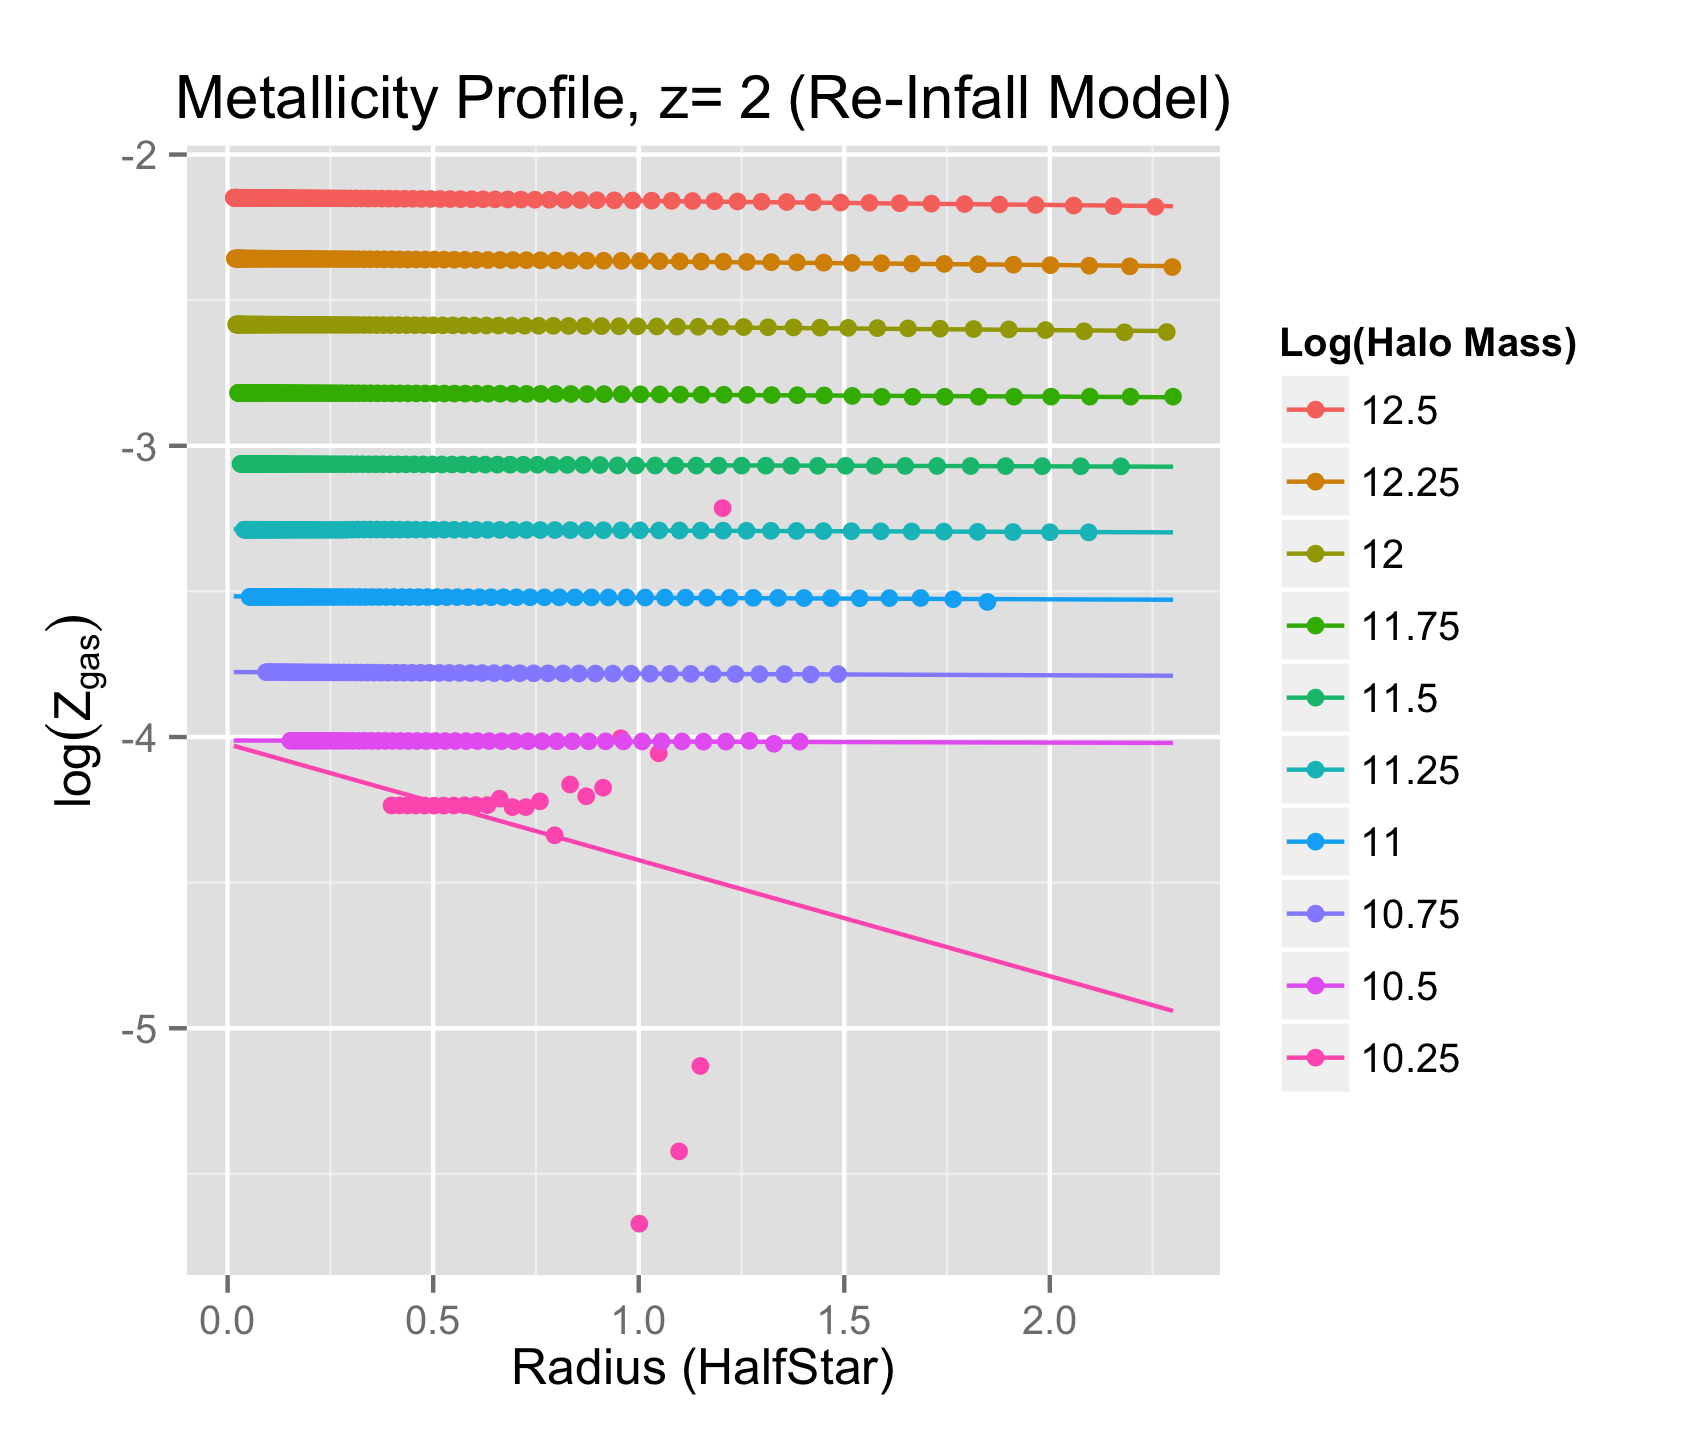 Metallicity Profile, z= 2 (Re-Infall Model)
-2
-3
-4
-5
log(Zgas)
0.0 0.5 1.0 1.5 2.0
Radius (HalfStar)
Log(Halo Mass)
12.5
12.25
12
11.75
11.5
11.25
11
10.75
10.5
10.25